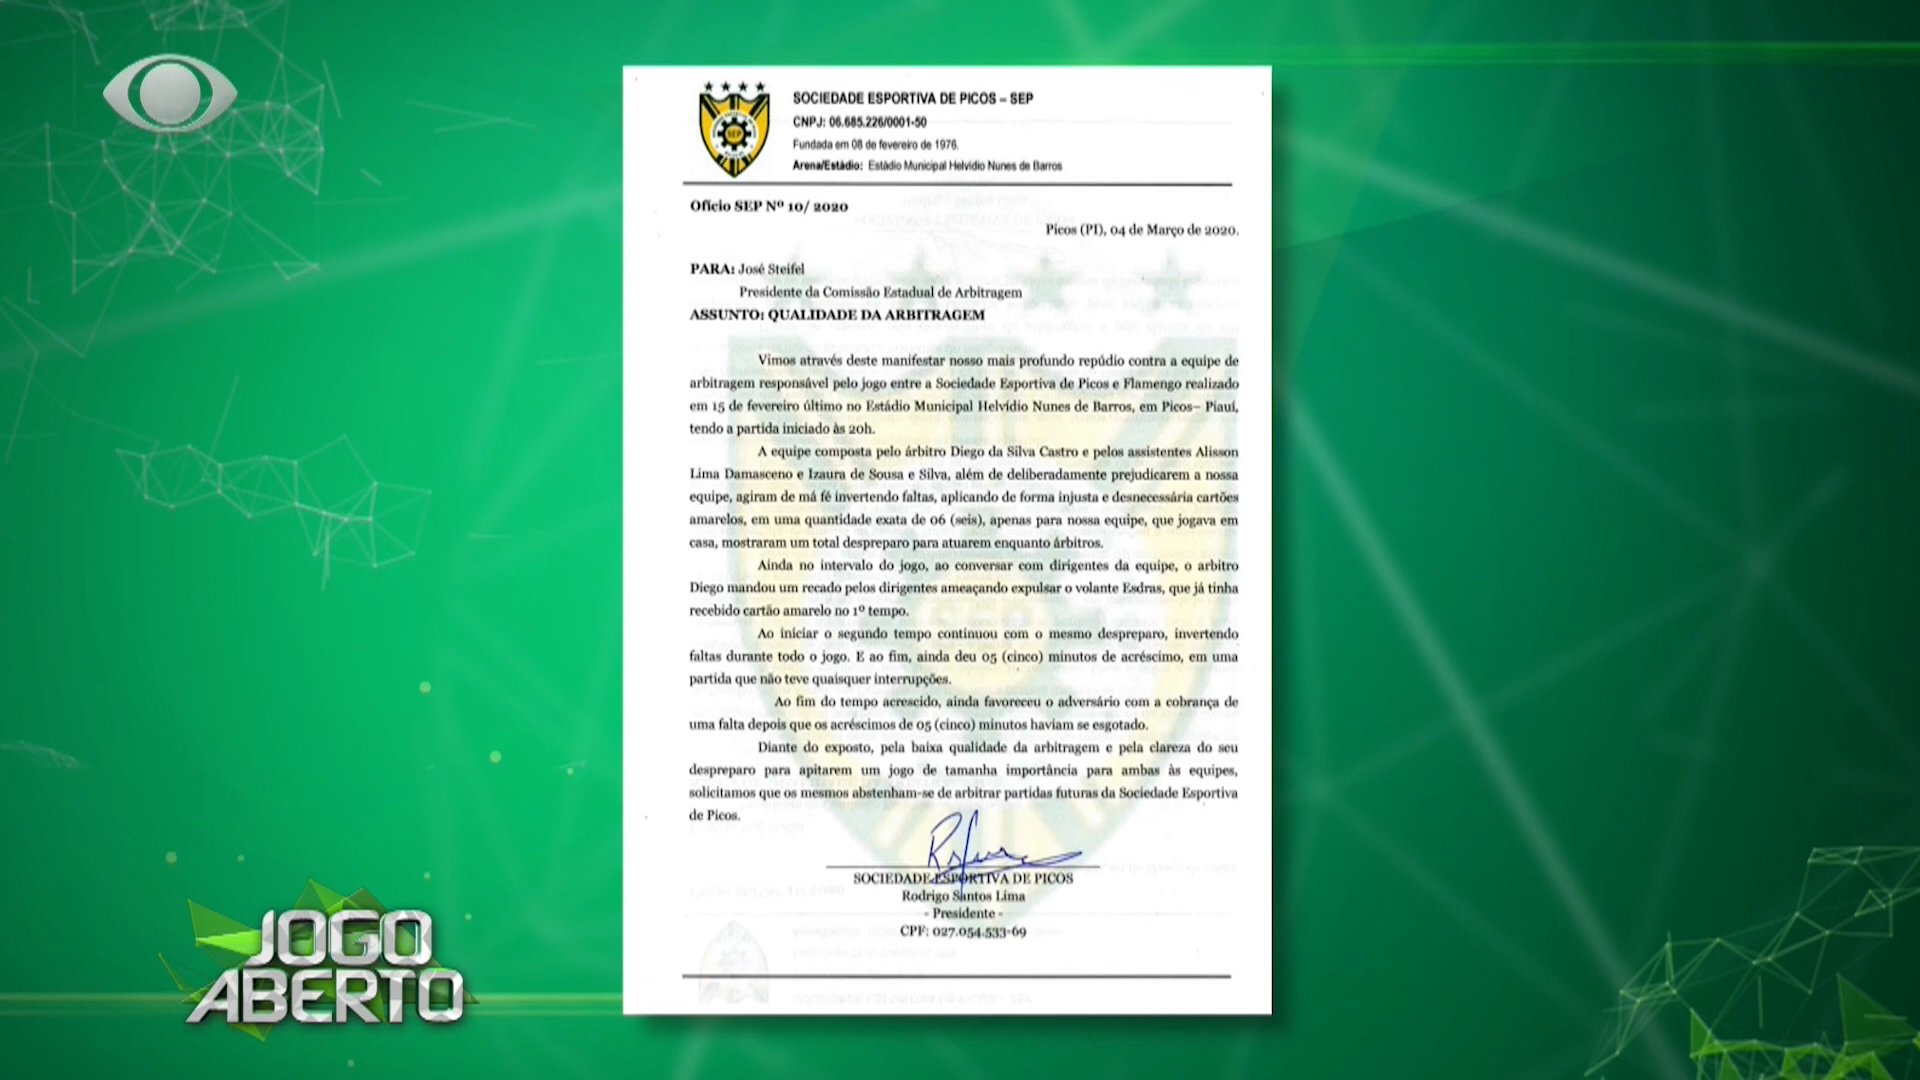 SOCIEDADE ESPORTIVA DE PICOS – SEP
CNPJ: 06.685.226/0001-50
Fundada em 08 de fevereiro de 1976.
Arena/Estádio: Estádio Municipal Helvídio Nunes de Barros
SEP
Ofício SEP Nº 10/ 2020
Picos (PI), 04 de Março de 2020.
PARA: José Steifel
Presidente da Comissão Estadual de Arbitragem
ASSUNTO: QUALIDADE DA ARBITRAGEM
Vimos através deste manifestar nosso mais profundo repúdio contra a equipe de
arbitragem responsável pelo jogo entre a Sociedade Esportiva de Picos e Flamengo realizado
em 15 de fevereiro último no Estádio Municipal Helvídio Nunes de Barros, em Picos– Piauí,
tendo a partida iniciado às 20h.
A equipe composta pelo árbitro Diego da Silva Castro e pelos assistentes Alisson
Lima Damasceno e Izaura de Sousa e Silva, além de deliberadamente prejudicarem a nossa
equipe, agiram de má fé invertendo faltas, aplicando de forma injusta e desnecessária cartões
amarelos, em uma quantidade exata de 06 (seis), apenas para nossa equipe, que jogava em
casa, mostraram um total despreparo para atuarem enquanto árbitros.
Ainda no intervalo do jogo, ao conversar com dirigentes da equipe, o arbitro
Diego mandou um recado pelos dirigentes ameaçando expulsar o volante Esdras, que já tinha
recebido cartão amarelo no 1º tempo.
Ao iniciar o segundo tempo continuou com o mesmo despreparo, invertendo
faltas durante todo o jogo. E ao fim, ainda deu 05 (cinco) minutos de acréscimo, em uma
partida que não teve quaisquer interrupções.
Ao fim do tempo acrescido, ainda favoreceu o adversário com a cobrança de
uma falta depois que os acréscimos de 05 (cinco) minutos haviam se esgotado.
Diante do exposto, pela baixa qualidade da arbitragem e pela clareza do seu
despreparo para apitarem um jogo de tamanha importância para ambas às equipes,
solicitamos que os mesmos abstenham-se de arbitrar partidas futuras da Sociedade Esportiva
de Picos.
SOCIEDADE ESPORTIVA DE PICOS
Rodrigo Santos Lima
- Presidente -
CPF: 027.054.533-69
JOGO
ABERTO